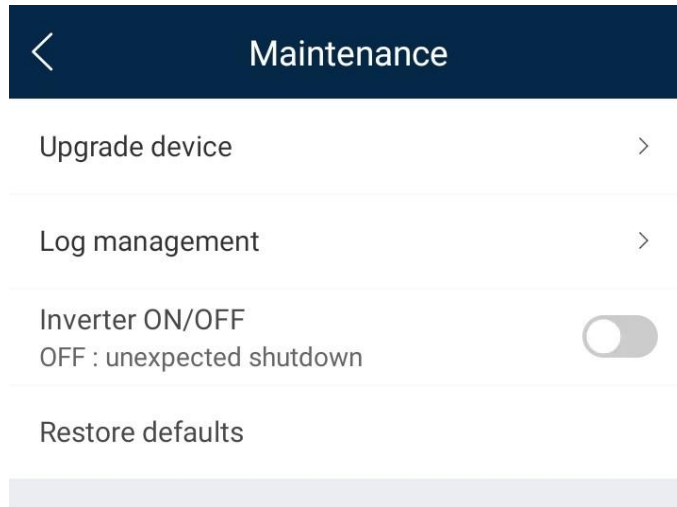 Maintenance
Upgrade device
Log management
Inverter ON/OFF
OFF : unexpected shutdown
Restore defaults